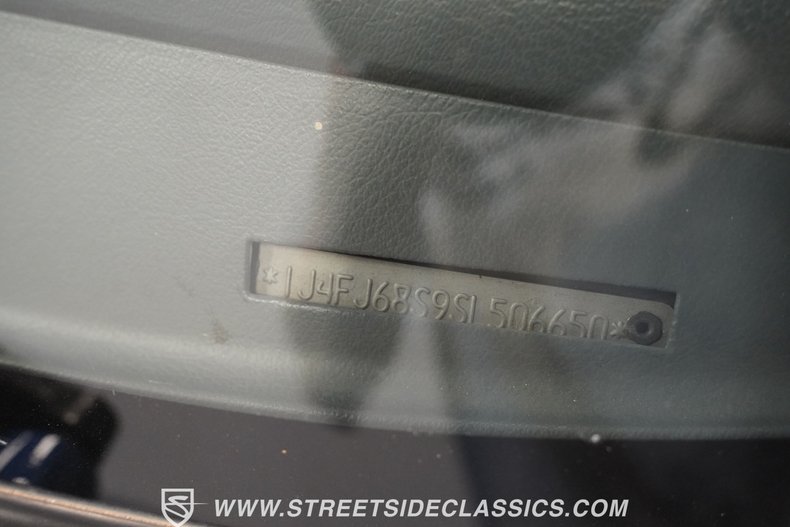 *1J4FJ68S9SL506650*
WWW.STREETSIDECLASSICS.COM